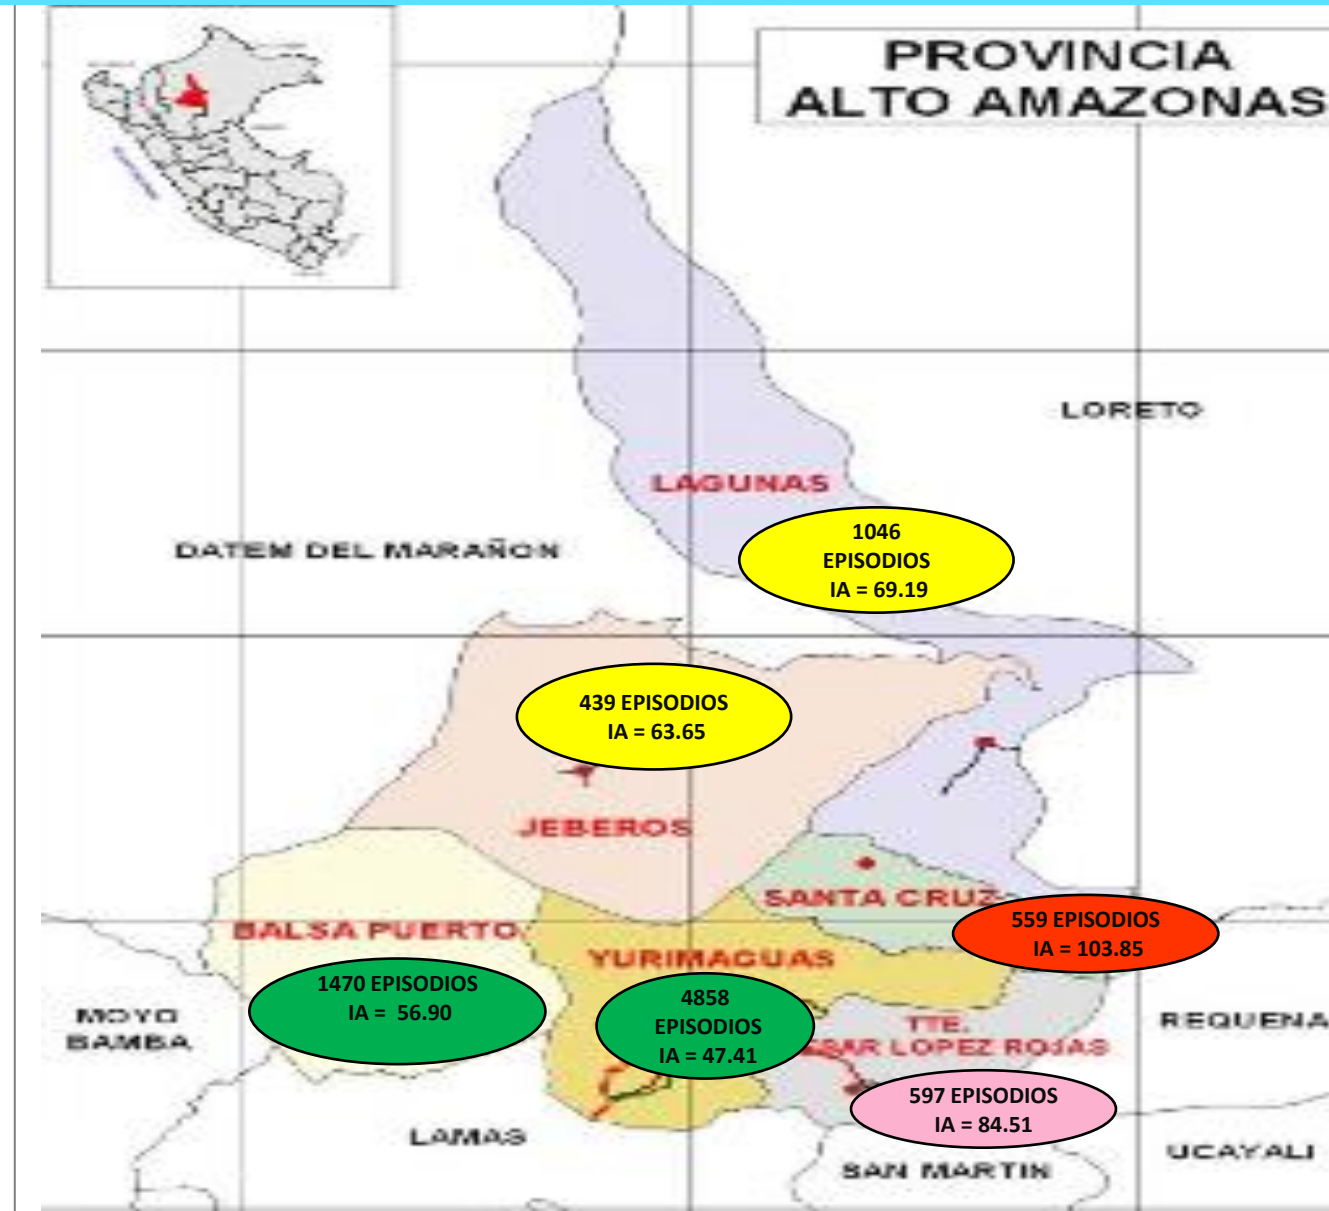 PROVINCIA
ALTO AMAZONAS
LORETO
LAGUNAS
1046
EPISODIOS
IA = 69.19
DATEM DEL MARAÑON
439 EPISODIOS
IA = 63.65
JEBEROS
SANTA CRUZ
559 EPISODIOS
IA = 103.85
BALSA PUERTO
YURIMAGUAS
1470 EPISODIOS
IA = 56.90
4858
EPISODIOS
IA = 47.41
MOYO
BAMBA
TTE.
ESAR LOPEZ ROJAS
REQUENA
597 EPISODIOS
IA = 84.51
LAMAS
SAN MARTIN
UCAYALI